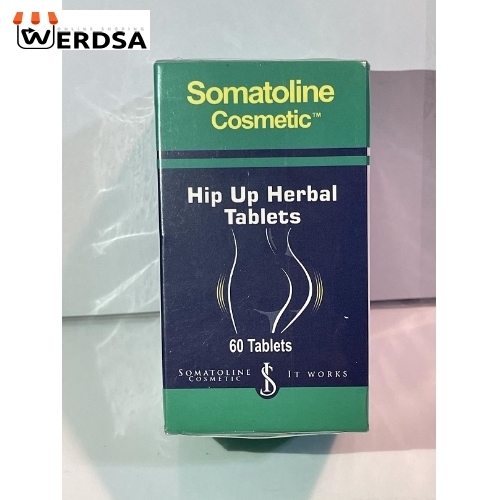 WERDSA
Somatoline
Cosmetic™
Hip Up Herbal
Tablets
60 Tablets
SOMATOLINE
COSMETIC
IT WORKS